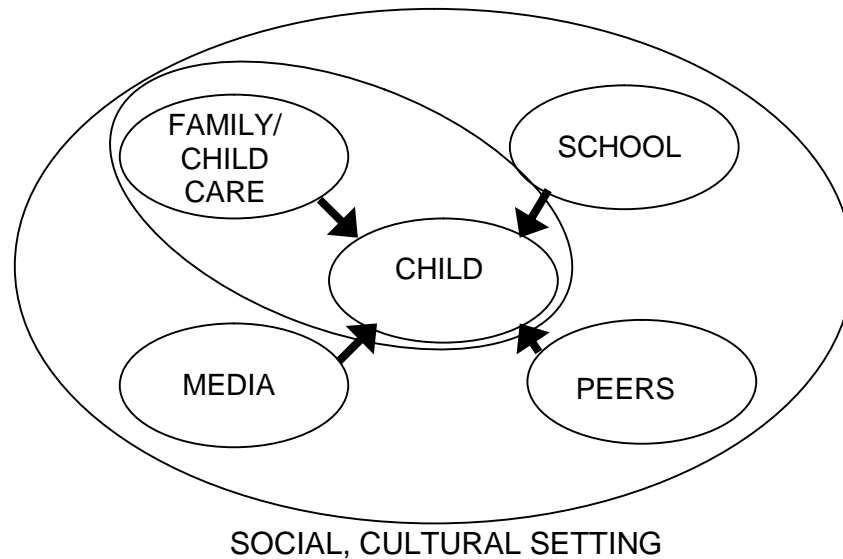 FAMILY/
CHILD
CARE
SCHOOL
CHILD
MEDIA
PEERS
SOCIAL, CULTURAL SETTING